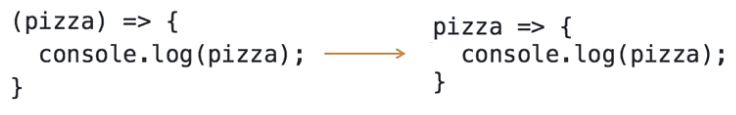 (pizza) => {
  console.log(pizza);
}
pizza => {
  console.log(pizza);
}